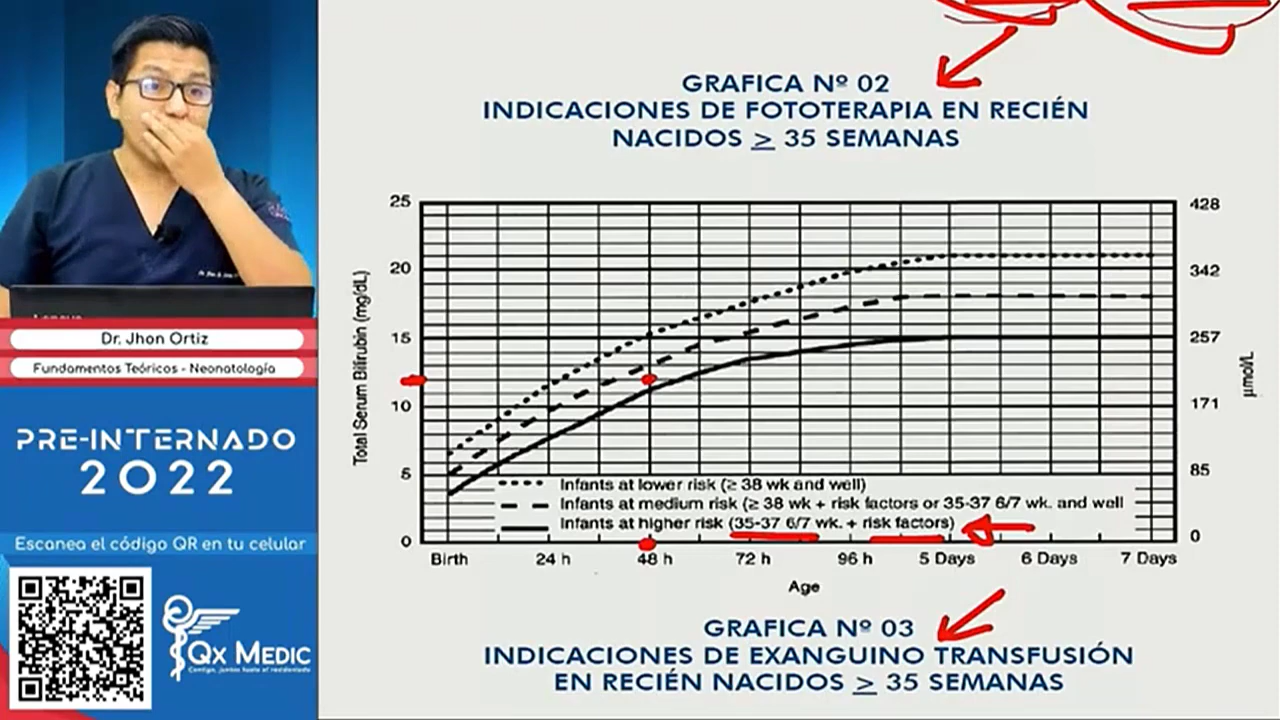 GRAFICA Nº 02
INDICACIONES DE FOTOTERAPIA EN RECIÉN
NACIDOS ≥ 35 SEMANAS
25
20
15
10
5
0
Total Serum Bilirubin (mg/dL)
428
342
257
171
85
0
µmol/L
Infants at lower risk (≥ 38 wk and well)
Infants at medium risk (≥ 38 wk + risk factors or 35-37 6/7 wk. and well
Infants at higher risk (35-37 6/7 wk. + risk factors)
Birth 24 h 48 h 72 h 96 h 5 Days 6 Days 7 Days
Age
GRAFICA Nº 03
INDICACIONES DE EXANGUINO TRANSFUSIÓN
EN RECIÉN NACIDOS ≥ 35 SEMANAS
Dr. Jhon Ortiz
Fundamentos Teóricos - Neonatología
PRE-INTERNADO
2022
Escanea el código QR en tu celular
QX MEDIC
Contigo, juntos hasta el residentado